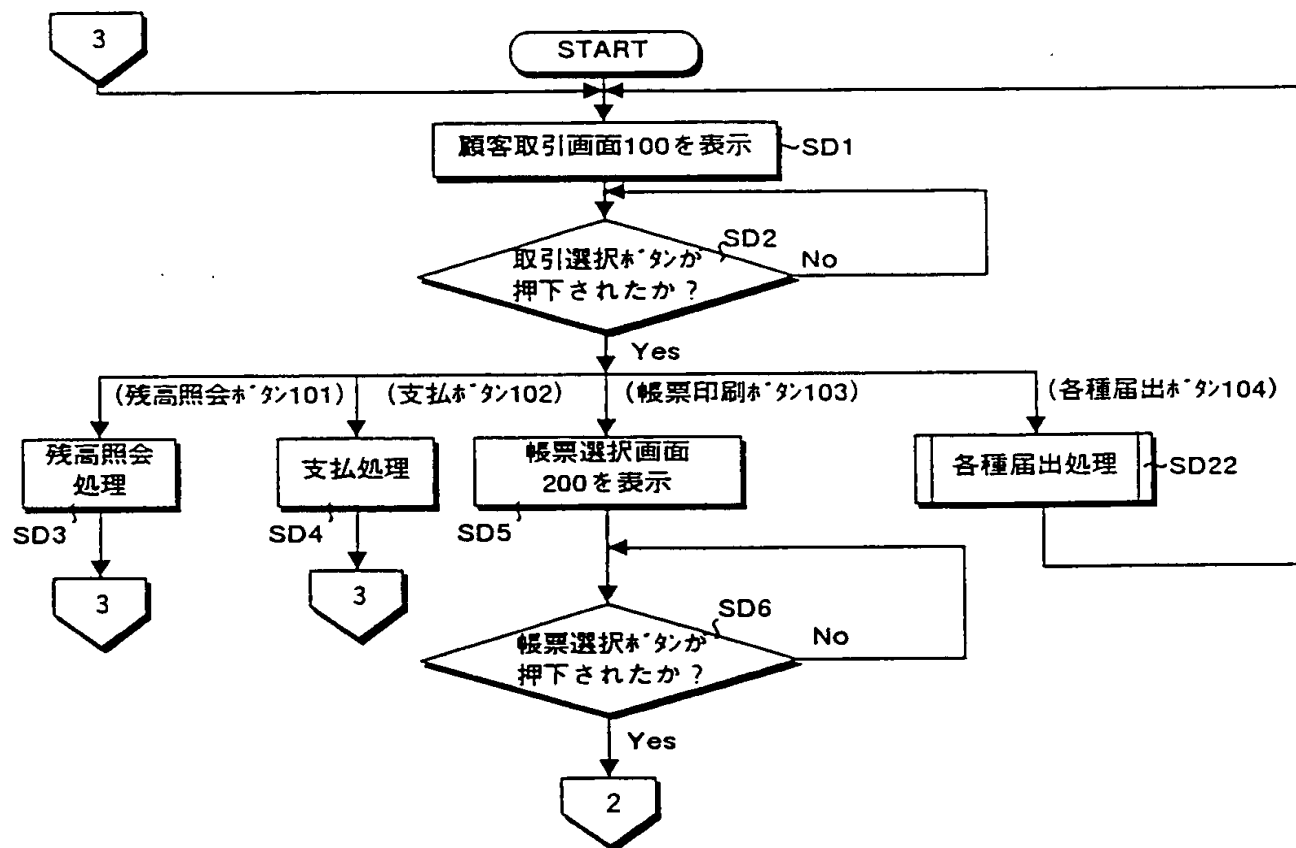 3
START
顧客取引画面100を表示
SD1
取引選択ボタンか
押下されたか?
SD2
No
Yes
(残高照会ボタン101)
(支払ボタン102)
(帳票印刷ボタン103)
(各種届出ボタン104)
残高照会
処理
SD3
支払処理
SD4
帳票選択画面
200を表示
SD5
各種届出処理
SD22
3
3
帳票選択ボタンか
押下されたか?
SD6
No
Yes
2